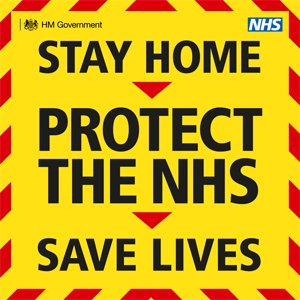 HM Government
NHS
STAY HOME
PROTECT
THE NHS
SAVE LIVES